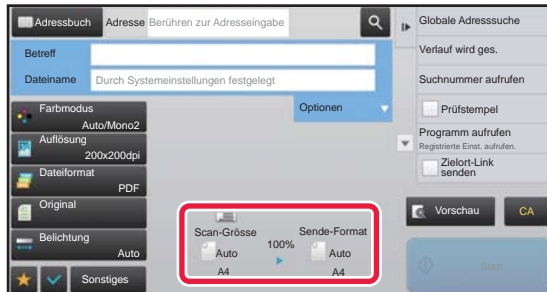 Adressbuch
Adresse
Berühren zur Adresseingabe
Betreff
Dateiname
Durch Systemeinstellungen festgelegt
Optionen
Farbmodus
Auto/Mono2
Auflösung
200x200dpi
Dateiformat
PDF
Original
Belichtung
Auto
Sonstiges
Scan-Grösse
Auto
A4
100%
Sende-Format
Auto
A4
Globale Adresssuche
Verlauf wird ges.
Suchnummer aufrufen
Prüfstempel
Programm aufrufen
Registrierte Einst. aufrufen.
Zielort-Link
senden
Vorschau
CA
Start